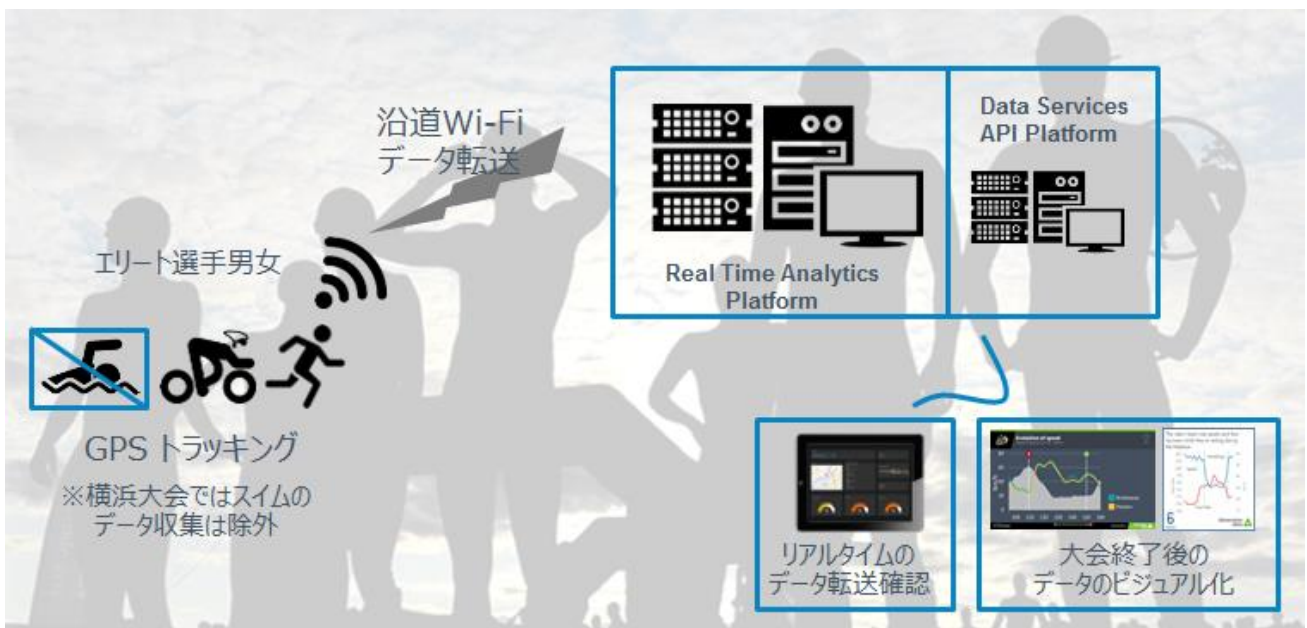 沿道Wi-Fi
データ転送
エリート選手男女
GPS トラッキング
※横浜大会ではスイムの
データ収集は除外
Real Time Analytics
Platform
Data Services
API Platform
リアルタイムの
データ転送確認
Evolution of speed
6
大会終了後の
データのビジュアル化